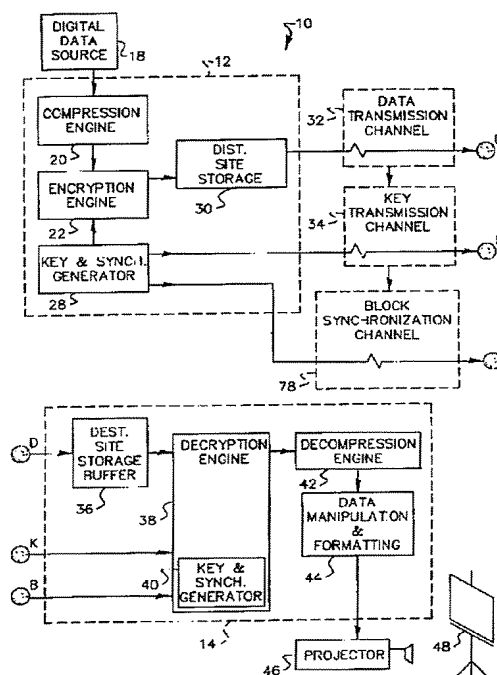 10
DIGITAL
DATA
SOURCE
18
12
COMPRESSION
ENGINE
20
ENCRYPTION
ENGINE
22
KEY & SYNCH.
GENERATOR
28
DIST.
SITE
STORAGE
30
32
DATA
TRANSMISSION
CHANNEL
34
KEY
TRANSMISSION
CHANNEL
BLOCK
SYNCHRONIZATION
CHANNEL
78
D
DEST.
SITE
STORAGE
BUFFER
36
DECRYPTION
ENGINE
38
K
40
KEY &
SYNCH.
GENERATOR
B
DECOMPRESSION
ENGINE
42
DATA
MANIPULATION
&
FORMATTING
44
14
46
PROJECTOR
48